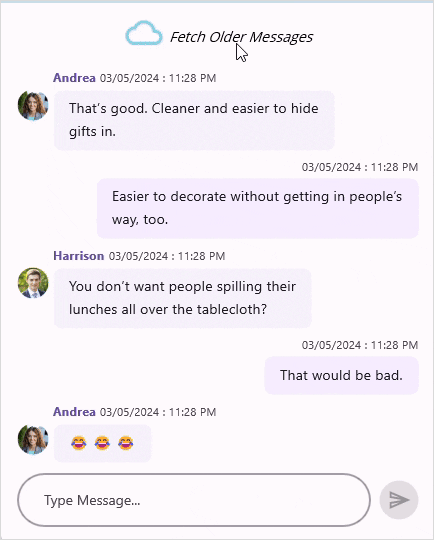 Fetch Older Messages
Andrea 03/05/2024 : 11:28 PM
That’s good. Cleaner and easier to hide
gifts in.
03/05/2024 : 11:28 PM
Easier to decorate without getting in people’s
way, too.
Harrison 03/05/2024 : 11:28 PM
You don’t want people spilling their
lunches all over the tablecloth?
03/05/2024 : 11:28 PM
That would be bad.
Andrea 03/05/2024 : 11:28 PM
😂 😂 😂
Type Message...